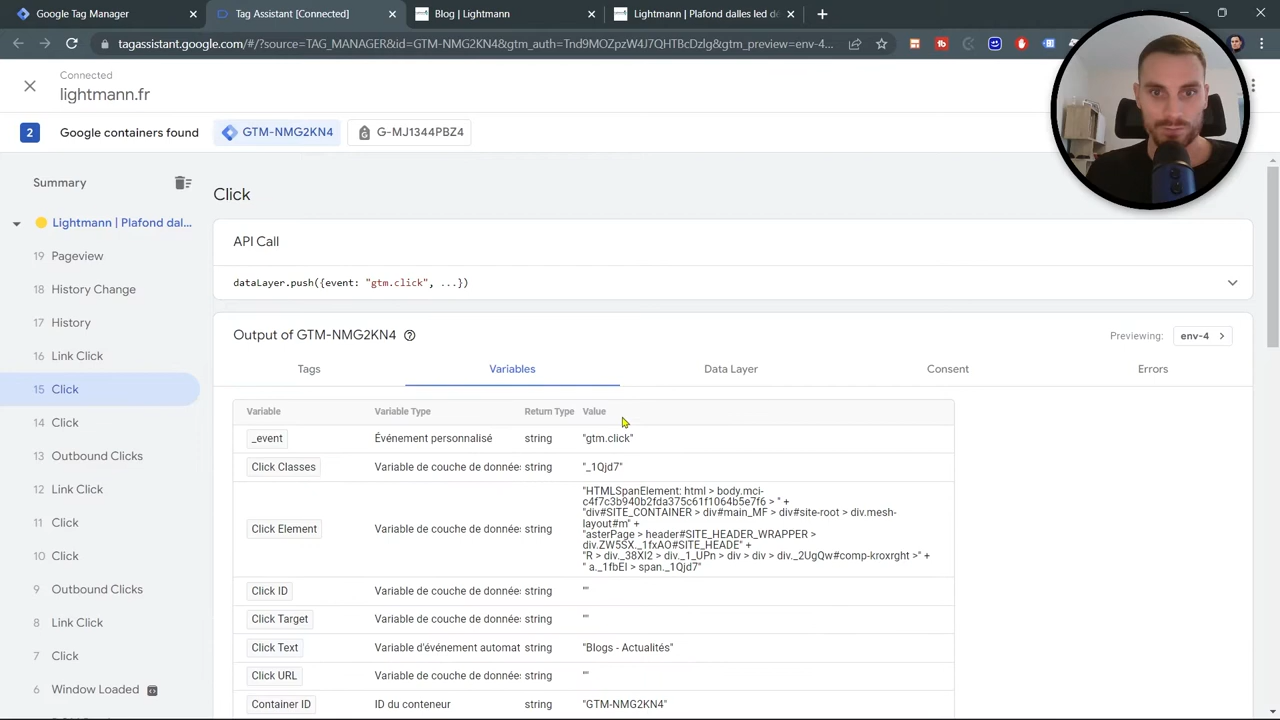 Google Tag Manager
Tag Assistant [Connected]
Blog | Lightmann
Lightmann | Plafond dalles led de
tagassistant.google.com/#/?source=TAG_MANAGER&id=GTM-NMG2KN4&gtm_auth=Tnd9MOZpzW4J7QHTBcDzlg&gtm_preview=env-4...
Connected
lightmann.fr
2 Google containers found GTM-NMG2KN4 G-MJ1344PBZ4
Summary
Lightmann | Plafond dal...
19 Pageview
18 History Change
17 History
16 Link Click
15 Click
14 Click
13 Outbound Clicks
12 Link Click
11 Click
10 Click
9 Outbound Clicks
8 Link Click
7 Click
6 Window Loaded
Click
API Call
dataLayer.push({event: "gtm.click", ...})
Output of GTM-NMG2KN4
Previewing: env-4
Tags Variables Data Layer Consent Errors
Variable Variable Type Return Type Value
_event Événement personnalisé string "gtm.click"
Click Classes Variable de couche de donnée: string "_1Qjd7"
Click Element Variable de couche de donnée: string "HTMLSpanElement: html > body.mci-
c4f7c3b940b2fda375c61f1064b5e7f6 > " +
"div#SITE_CONTAINER > div#main_MF > div#site-root > div.mesh-
layout#m" +
"asterPage > header#SITE_HEADER_WRAPPER >
div.ZW5SX._1fxAO#SITE_HEADE" +
"R > div._38XI2 > div._1_UPn > div > div > div._2UgQw#comp-kroxrght >" +
" a._1fbEI > span._1Qjd7"
Click ID Variable de couche de donnée: string ""
Click Target Variable de couche de donnée: string ""
Click Text Variable d'événement automat string "Blogs - Actualités"
Click URL Variable de couche de donnée: string ""
Container ID ID du conteneur string "GTM-NMG2KN4"